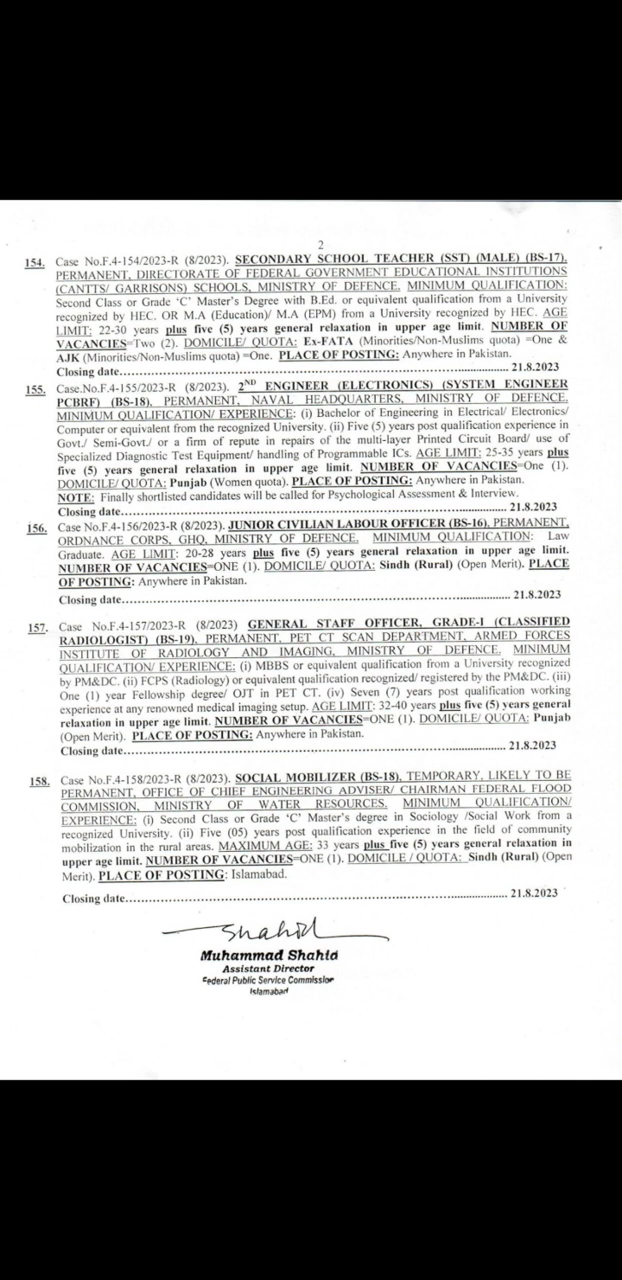 2
154. Case No.F.4-154/2023-R (8/2023). SECONDARY SCHOOL TEACHER (SST) (MALE) (BS-17),
PERMANENT, DIRECTORATE OF FEDERAL GOVERNMENT EDUCATIONAL INSTITUTIONS
(CANTTS/ GARRISONS) SCHOOLS, MINISTRY OF DEFENCE. MINIMUM QUALIFICATION:
Second Class or Grade ‘C’ Master’s Degree with B.Ed. or equivalent qualification from a University
recognized by HEC. OR M.A (Education)/ M.A (EPM) from a University recognized by HEC. AGE
LIMIT: 22-30 years plus five (5) years general relaxation in upper age limit. NUMBER OF
VACANCIES=Two (2). DOMICILE/ QUOTA: Ex-FATA (Minorities/Non-Muslims quota) =One &
AJK (Minorities/Non-Muslims quota) =One. PLACE OF POSTING: Anywhere in Pakistan.
Closing date................................................................................................ 21.8.2023
155. Case.No.F.4-155/2023-R (8/2023). 2ND ENGINEER (ELECTRONICS) (SYSTEM ENGINEER
PCBRF) (BS-18), PERMANENT, NAVAL HEADQUARTERS, MINISTRY OF DEFENCE.
MINIMUM QUALIFICATION/ EXPERIENCE: (i) Bachelor of Engineering in Electrical/ Electronics/
Computer or equivalent from the recognized University. (ii) Five (5) years post qualification experience in
Govt./ Semi-Govt./ or a firm of repute in repairs of the multi-layer Printed Circuit Board/ use of
Specialized Diagnostic Test Equipment/ handling of Programmable ICs. AGE LIMIT: 25-35 years plus
five (5) years general relaxation in upper age limit. NUMBER OF VACANCIES=One (1).
DOMICILE/ QUOTA: Punjab (Women quota). PLACE OF POSTING: Anywhere in Pakistan.
NOTE: Finally shortlisted candidates will be called for Psychological Assessment & Interview.
Closing date................................................................................................ 21.8.2023
156. Case No.F.4-156/2023-R (8/2023). JUNIOR CIVILIAN LABOUR OFFICER (BS-16), PERMANENT,
ORDNANCE CORPS, GHQ, MINISTRY OF DEFENCE. MINIMUM QUALIFICATION: Law
Graduate. AGE LIMIT: 20-28 years plus five (5) years general relaxation in upper age limit.
NUMBER OF VACANCIES=ONE (1). DOMICILE/ QUOTA: Sindh (Rural) (Open Merit). PLACE
OF POSTING: Anywhere in Pakistan.
Closing date................................................................................................ 21.8.2023
157. Case No.F.4-157/2023-R (8/2023) GENERAL STAFF OFFICER, GRADE-I (CLASSIFIED
RADIOLOGIST) (BS-19), PERMANENT, PET CT SCAN DEPARTMENT, ARMED FORCES
INSTITUTE OF RADIOLOGY AND IMAGING, MINISTRY OF DEFENCE. MINIMUM
QUALIFICATION/ EXPERIENCE: (i) MBBS or equivalent qualification from a University recognized
by PM&DC. (ii) FCPS (Radiology) or equivalent qualification recognized/ registered by the PM&DC. (iii)
One (1) year Fellowship degree/ OJT in PET CT. (iv) Seven (7) years post qualification working
experience at any renowned medical imaging setup. AGE LIMIT: 32-40 years plus five (5) years general
relaxation in upper age limit. NUMBER OF VACANCIES=ONE (1). DOMICILE/ QUOTA: Punjab
(Open Merit). PLACE OF POSTING: Anywhere in Pakistan.
Closing date................................................................................................ 21.8.2023
158. Case No.F.4-158/2023-R (8/2023). SOCIAL MOBILIZER (BS-18), TEMPORARY, LIKELY TO BE
PERMANENT, OFFICE OF CHIEF ENGINEERING ADVISER/ CHAIRMAN FEDERAL FLOOD
COMMISSION, MINISTRY OF WATER RESOURCES. MINIMUM QUALIFICATION/
EXPERIENCE: (i) Second Class or Grade ‘C’ Master’s degree in Sociology /Social Work from a
recognized University. (ii) Five (05) years post qualification experience in the field of community
mobilization in the rural areas. MAXIMUM AGE: 33 years plus five (5) years general relaxation in
upper age limit. NUMBER OF VACANCIES=ONE (1). DOMICILE / QUOTA: Sindh (Rural) (Open
Merit). PLACE OF POSTING: Islamabad.
Closing date................................................................................................ 21.8.2023
Shahid
Muhammad Shahid
Assistant Director
Federal Public Service Commission
Islamabad